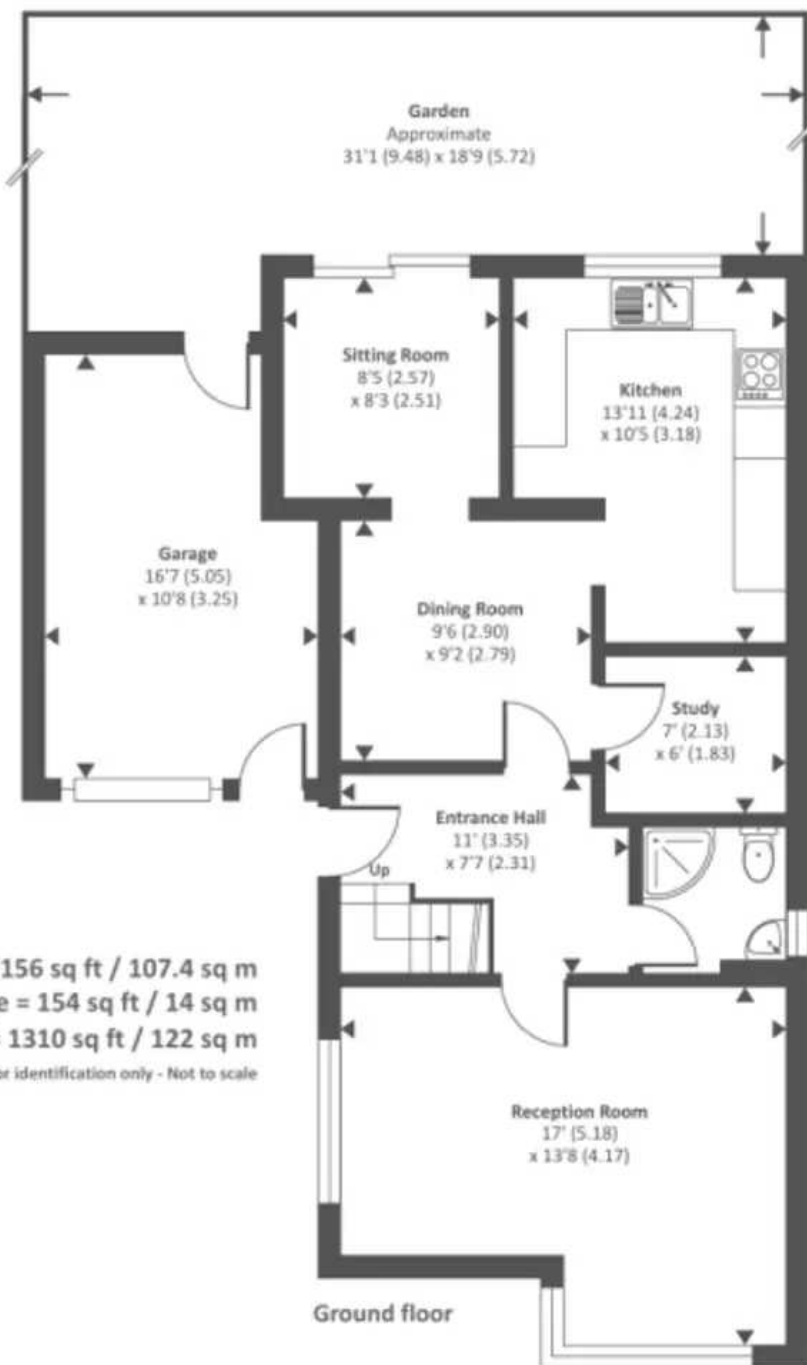 Garden
Approximate
31'1 (9.48) x 18'9 (5.72)
Sitting Room
8'5 (2.57)
x 8'3 (2.51)
Kitchen
13'11 (4.24)
x 10'5 (3.18)
Garage
16'7 (5.05)
x 10'8 (3.25)
Dining Room
9'6 (2.90)
x 9'2 (2.79)
Study
7' (2.13)
x 6' (1.83)
Entrance Hall
11' (3.35)
x 7'7 (2.31)
Up
156 sq ft / 107.4 sq m
= 154 sq ft / 14 sq m
1310 sq ft / 122 sq m
identification only - Not to scale
Reception Room
17' (5.18)
x 13'8 (4.17)
Ground floor